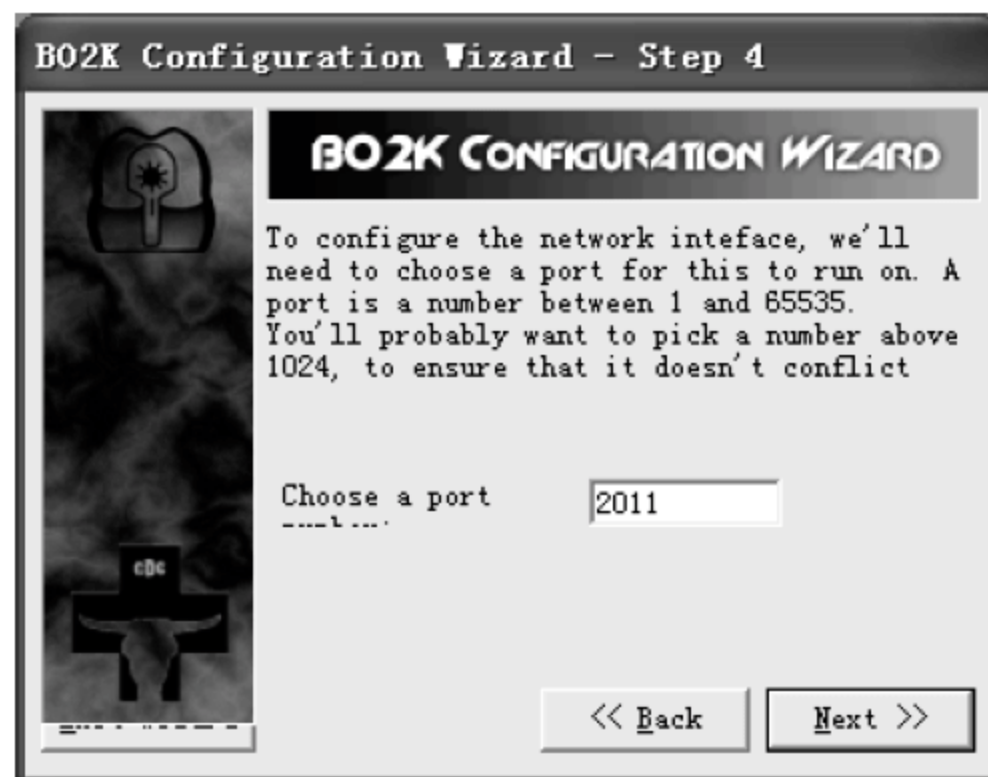 BO2K Configuration Wizard - Step 4
BO2K CONFIGURATION WIZARD
To configure the network inteface, we'll
need to choose a port for this to run on. A
port is a number between 1 and 65535.
You'll probably want to pick a number above
1024, to ensure that it doesn't conflict
Choose a port
2011
cDc
<< Back
Next >>